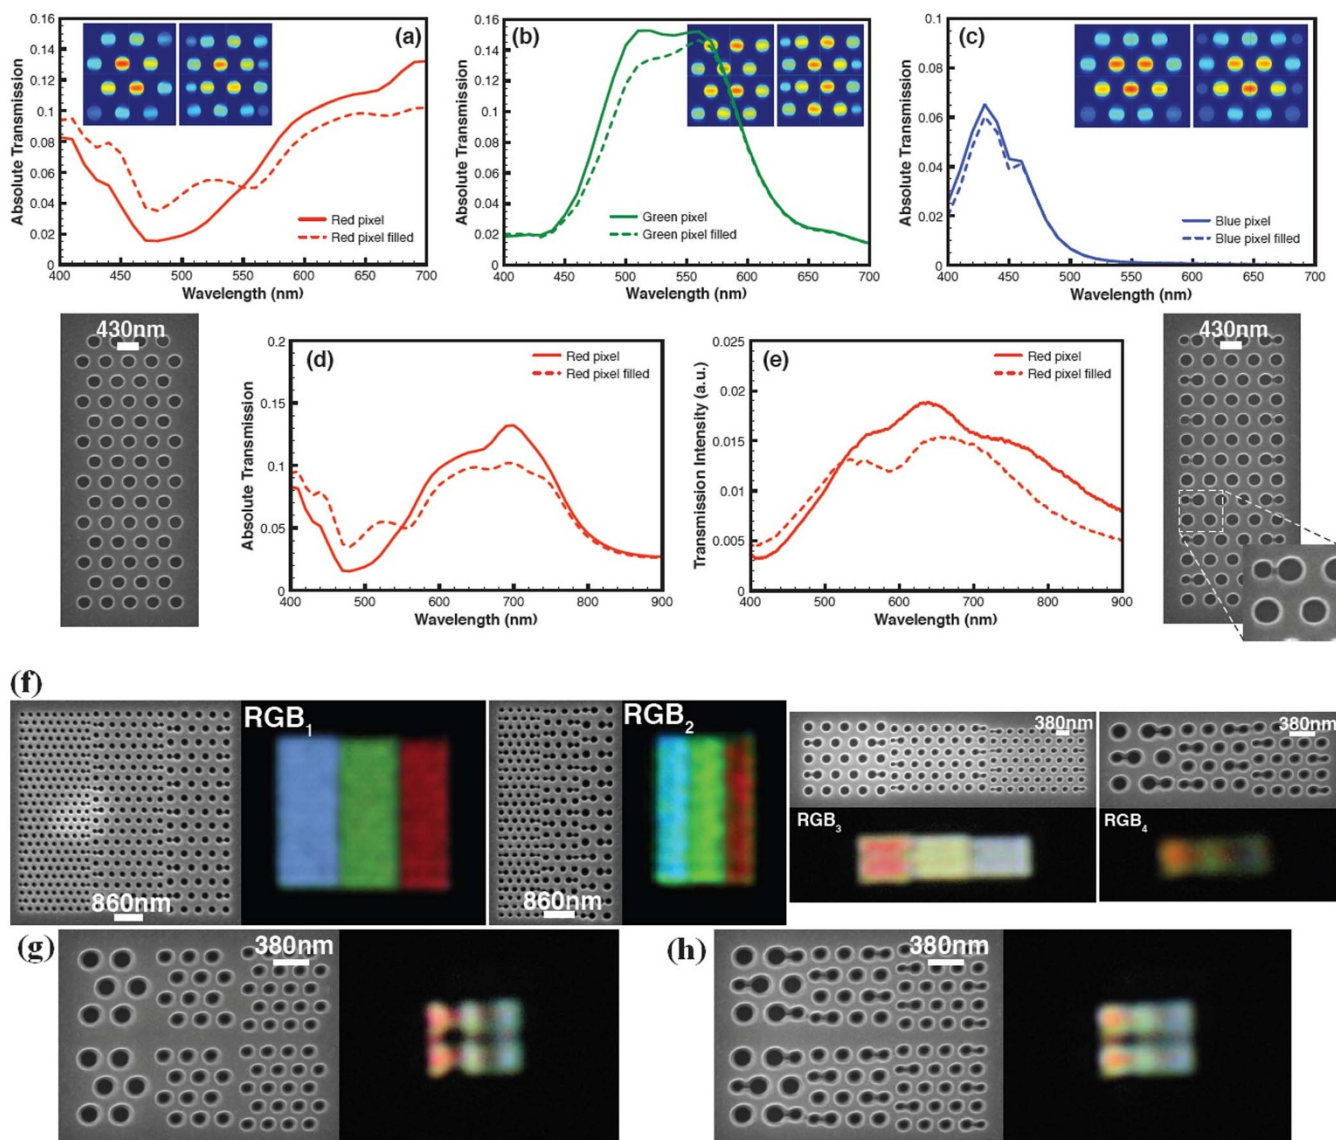 (a)
Absolute Transmission
0.16
0.14
0.12
0.1
0.08
0.06
0.04
0.02
0
400 450 500 550 600 650 700
Wavelength (nm)
Red pixel
Red pixel filled
(b)
Absolute Transmission
0.16
0.14
0.12
0.1
0.08
0.06
0.04
0.02
0
400 450 500 550 600 650 700
Wavelength (nm)
Green pixel
Green pixel filled
(c)
Absolute Transmission
0.1
0.08
0.06
0.04
0.02
0
400 450 500 550 600 650 700
Wavelength (nm)
Blue pixel
Blue pixel filled
430nm
(d)
Absolute Transmission
0.2
0.15
0.1
0.05
0
400 500 600 700 800 900
Wavelength (nm)
Red pixel
Red pixel filled
(e)
Transmission Intensity (a.u.)
0.025
0.02
0.015
0.01
0.005
0
400 500 600 700 800 900
Wavelength (nm)
Red pixel
Red pixel filled
430nm
(f)
860nm
RGB1
860nm
RGB2
380nm
RGB3
380nm
RGB4
(g)
380nm
(h)
380nm